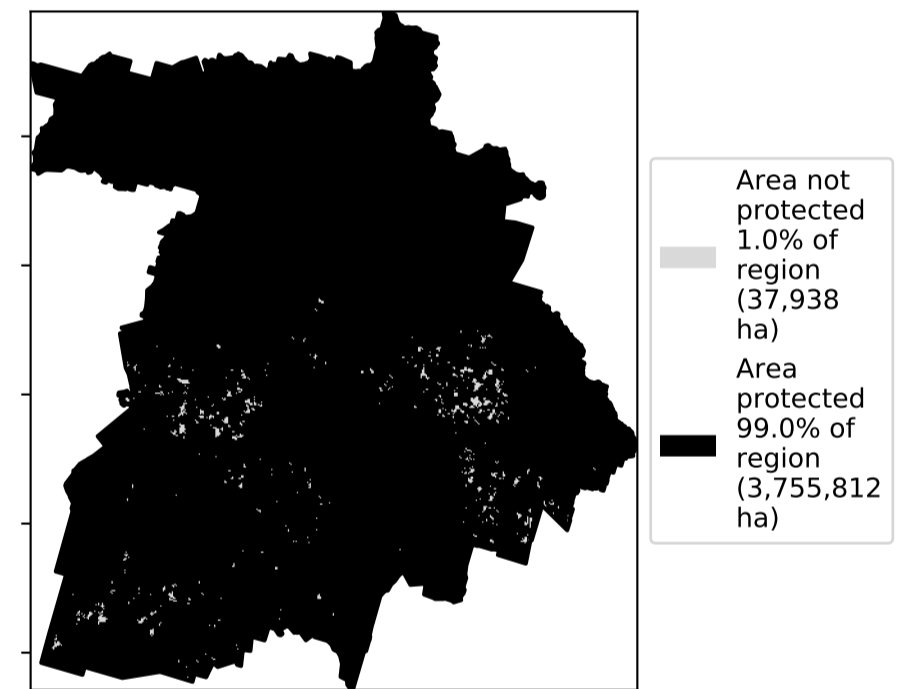 Area not
protected
1.0% of
region
(37,938
ha)
Area
protected
99.0% of
region
(3,755,812
ha)